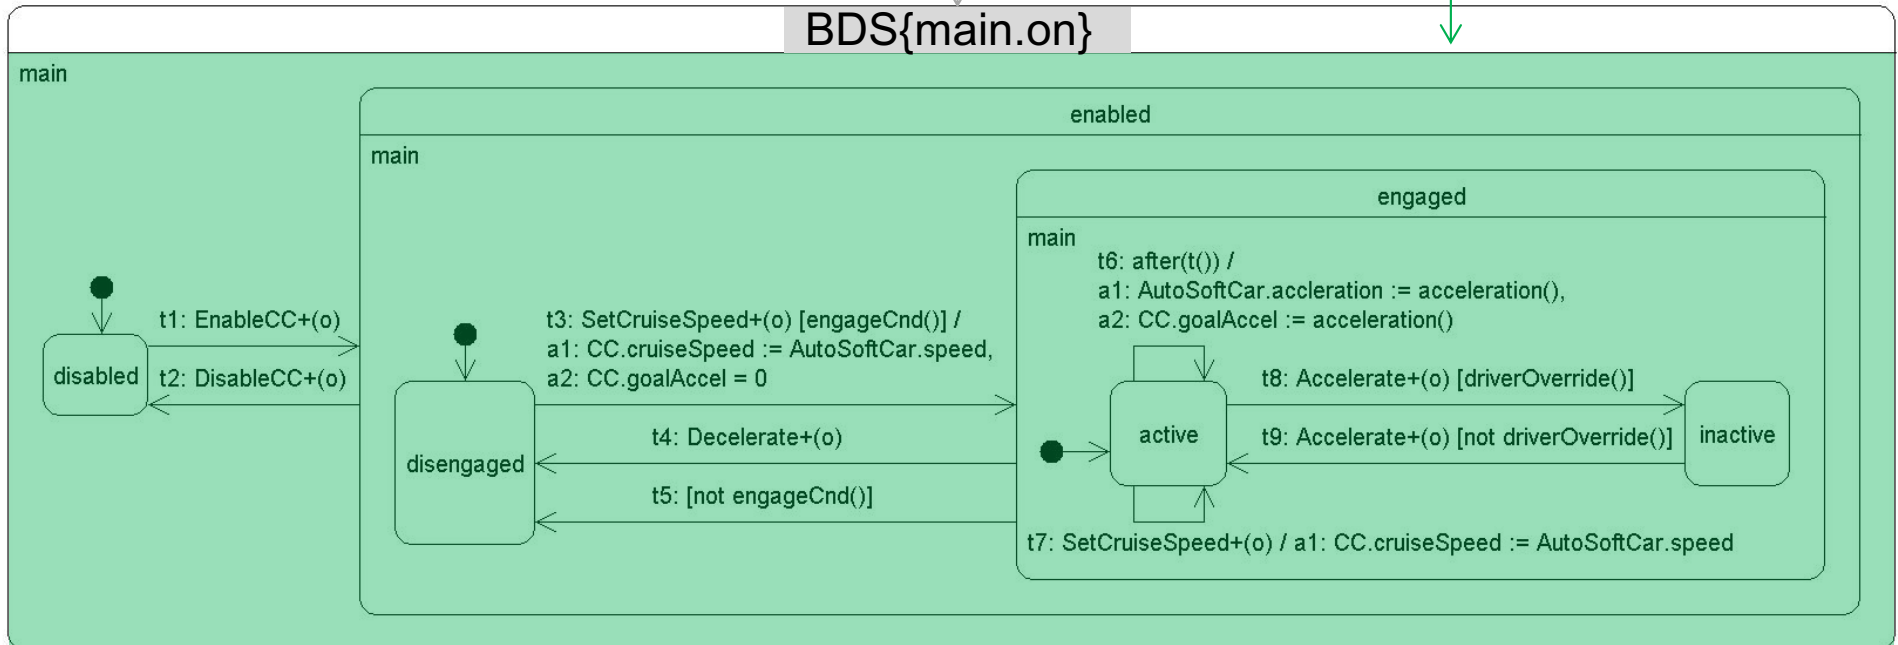 BDS{main.on}
main
enabled
main
engaged
main
t6: after(t()) /
a1: AutoSoftCar.accleration := acceleration(),
a2: CC.goalAccel := acceleration()
t1: EnableCC+(o)
t3: SetCruiseSpeed+(o) [engageCnd()] /
a1: CC.cruiseSpeed := AutoSoftCar.speed,
a2: CC.goalAccel = 0
disabled
t2: DisableCC+(o)
t8: Accelerate+(o) [driverOverride()]
t4: Decelerate+(o)
active
t9: Accelerate+(o) [not driverOverride()]
inactive
disengaged
t5: [not engageCnd()]
t7: SetCruiseSpeed+(o) / a1: CC.cruiseSpeed := AutoSoftCar.speed